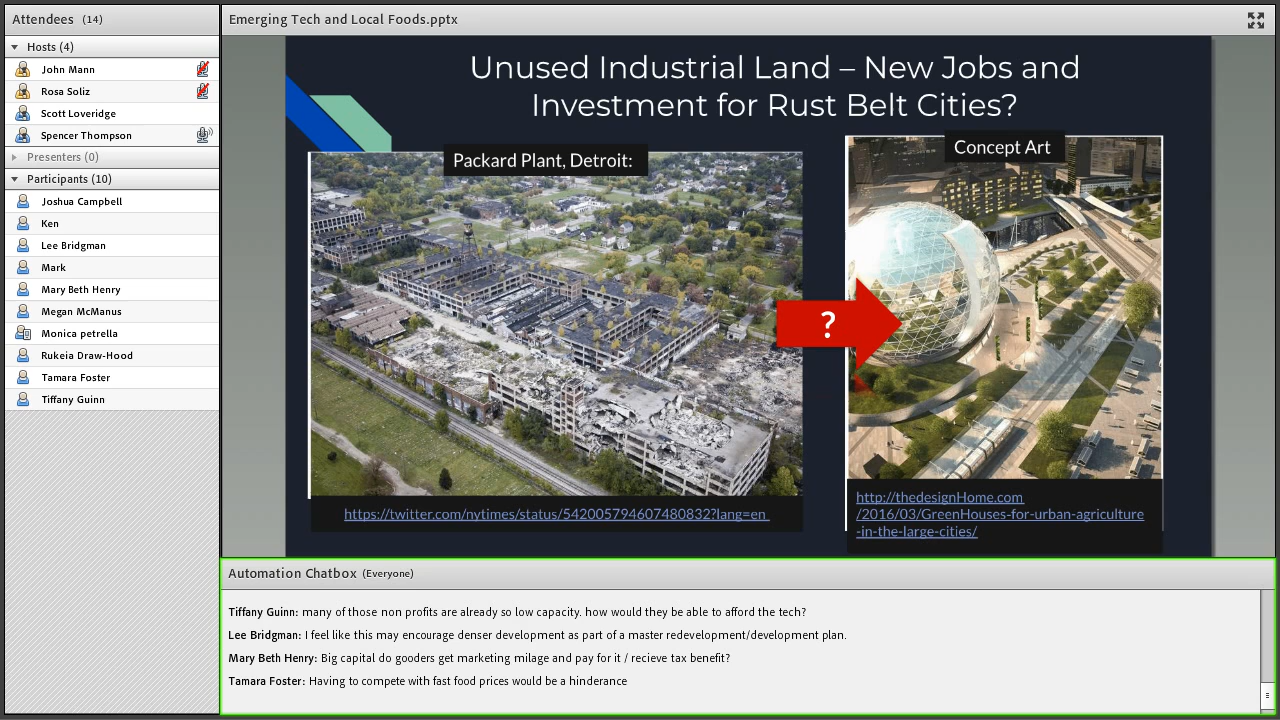 Attendees (14)
Hosts (4)
John Mann
Rosa Soliz
Scott Loveridge
Spencer Thompson
Presenters (0)
Participants (10)
Joshua Campbell
Ken
Lee Bridgman
Mark
Mary Beth Henry
Megan McManus
Monica petrella
Rukeia Draw-Hood
Tamara Foster
Tiffany Guinn
Emerging Tech and Local Foods.pptx
Unused Industrial Land – New Jobs and
Investment for Rust Belt Cities?
Packard Plant, Detroit:
Concept Art
?
https://twitter.com/nytimes/status/542005794607480832?lang=en
http://thedesignHome.com
/2016/03/GreenHouses-for-urban-agriculture
-in-the-large-cities/
Automation Chatbox (Everyone)
Tiffany Guinn: many of those non profits are already so low capacity. how would they be able to afford the tech?
Lee Bridgman: I feel like this may encourage denser development as part of a master redevelopment/development plan.
Mary Beth Henry: Big capital do gooders get marketing milage and pay for it / recieve tax benefit?
Tamara Foster: Having to compete with fast food prices would be a hinderance